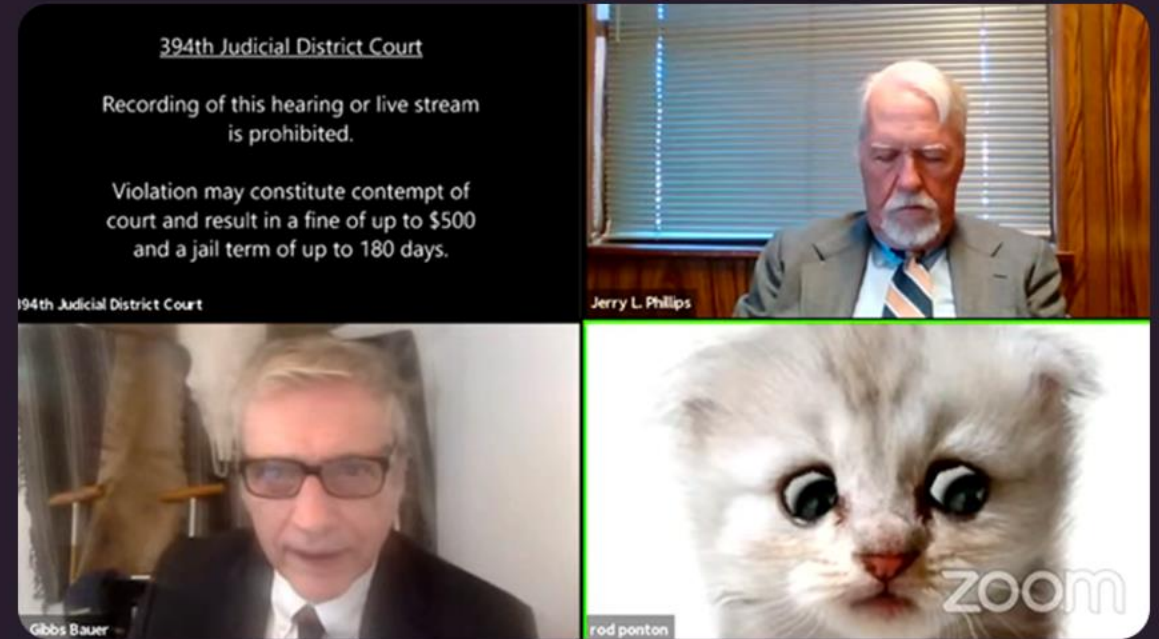 394th Judicial District Court
Recording of this hearing or live stream
is prohibited.
Violation may constitute contempt of
court and result in a fine of up to $500
and a jail term of up to 180 days.
394th Judicial District Court
Jerry L. Phillips
Gibbs Bauer
rod ponton
zoom